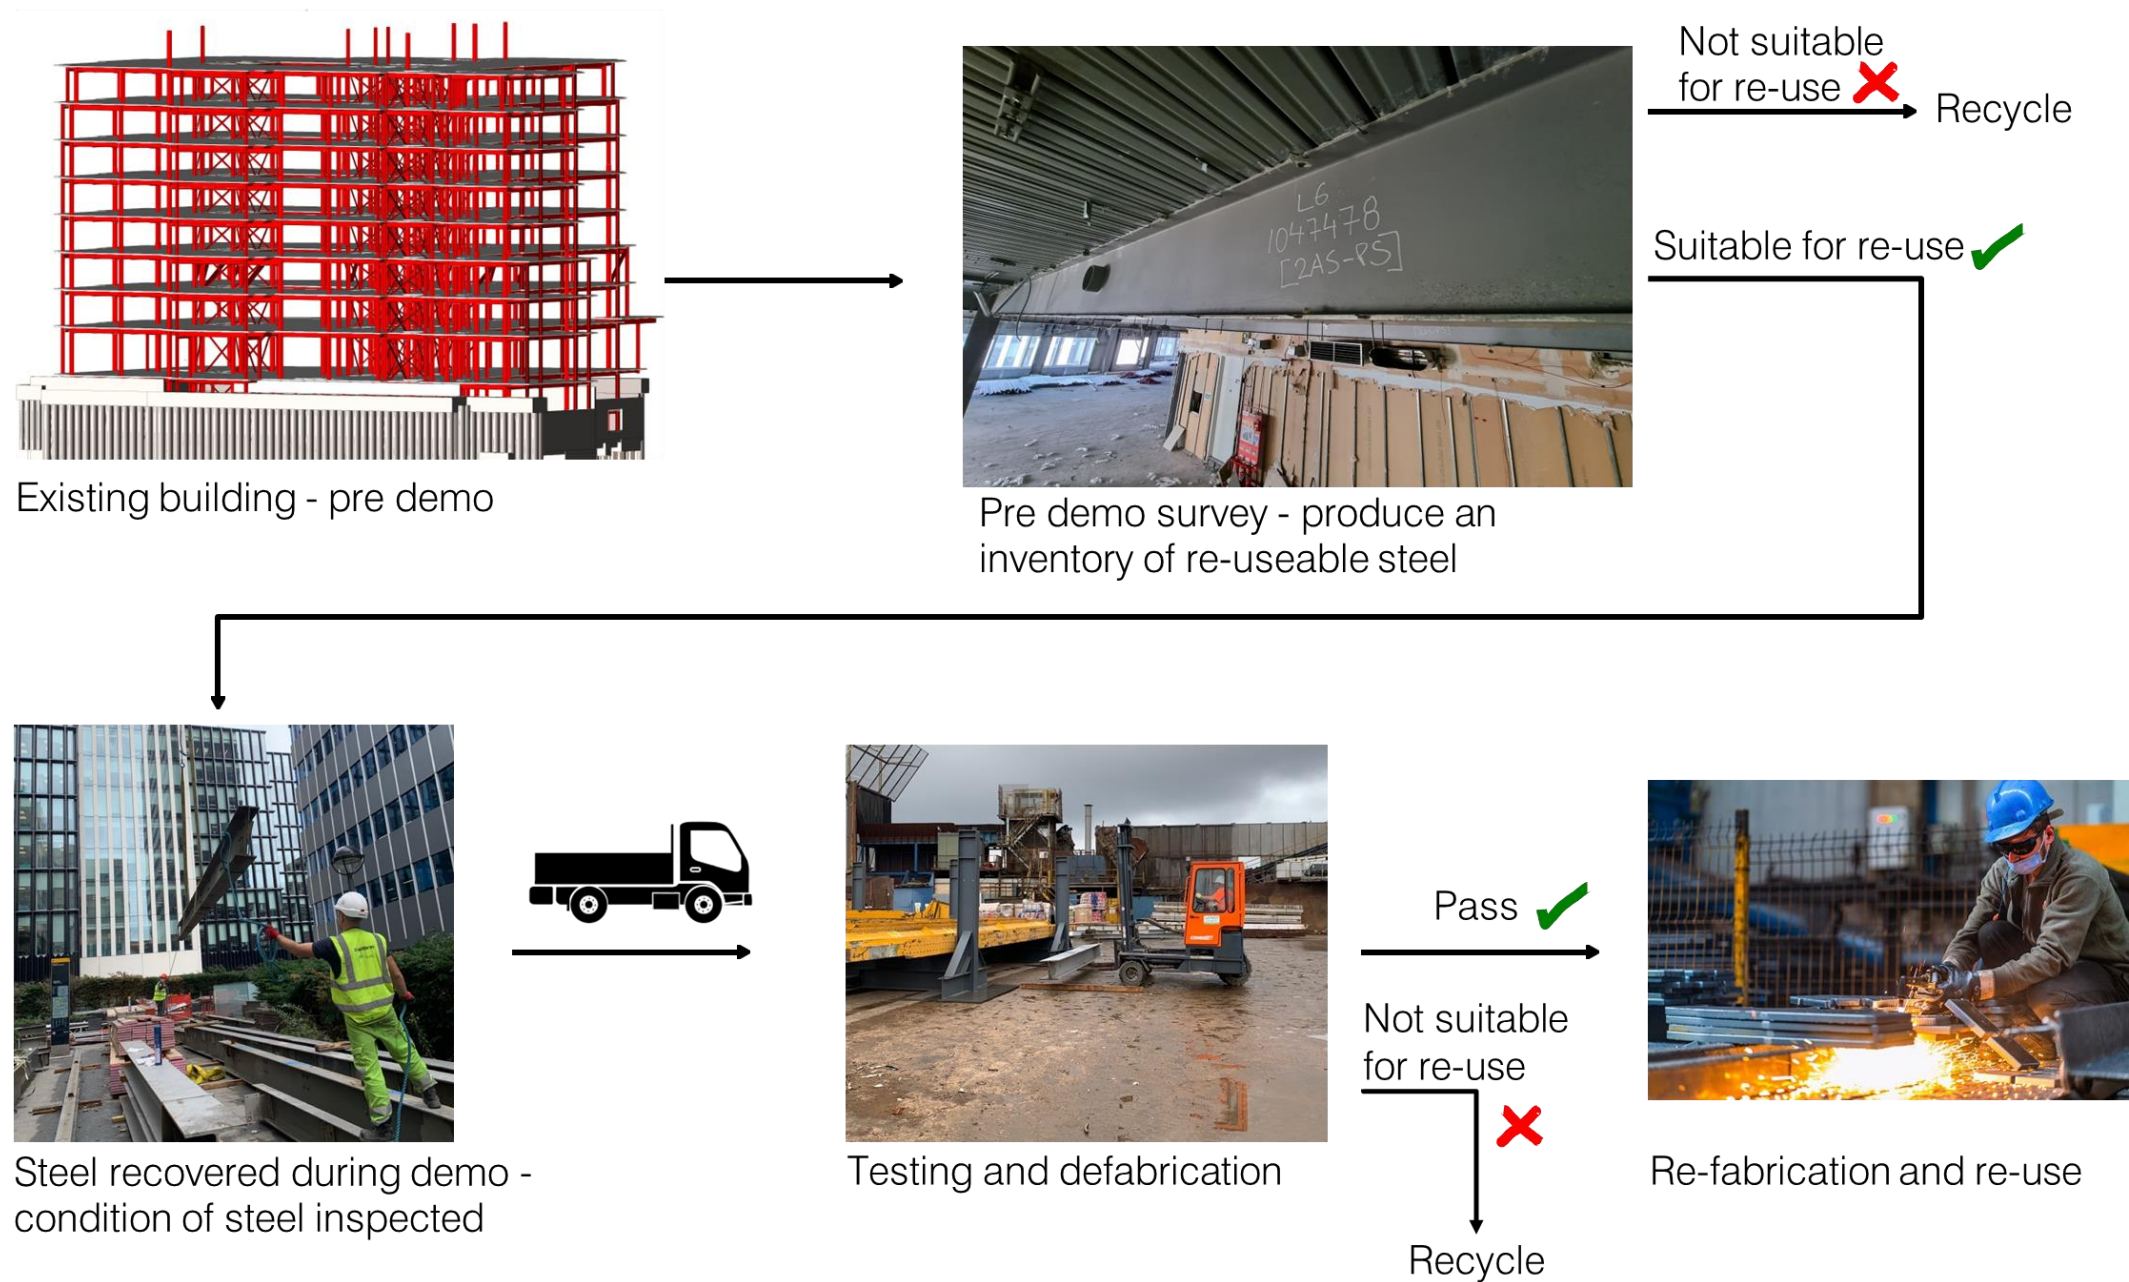 Existing building - pre demo
L6
1047478
[2AS-PS]
Pre demo survey - produce an
inventory of re-useable steel
Not suitable
for re-use
Recycle
Suitable for re-use
Steel recovered during demo -
condition of steel inspected
Testing and defabrication
Pass
Not suitable
for re-use
Recycle
Re-fabrication and re-use